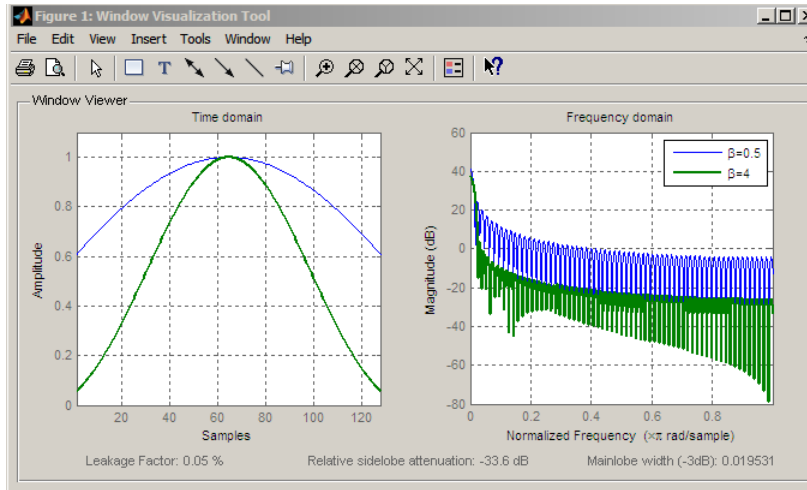 Figure 1: Window Visualization Tool
File Edit View Insert Tools Window Help
Window Viewer
Time domain
Amplitude
1
0.8
0.6
0.4
0.2
0
20 40 60 80 100 120
Samples
Frequency domain
Magnitude (dB)
60
40
20
0
-20
-40
-60
-80
0 0.2 0.4 0.6 0.8
Normalized Frequency (×π rad/sample)
β=0.5
β=4
Leakage Factor: 0.05 % Relative sidelobe attenuation: -33.6 dB Mainlobe width (-3dB): 0.019531